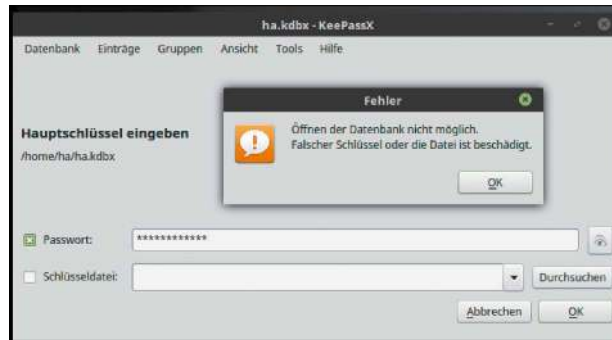 ha.kdbx - KeePassX
Datenbank Einträge Gruppen Ansicht Tools Hilfe
Fehler
Öffnen der Datenbank nicht möglich.
Falscher Schlüssel oder die Datei ist beschädigt.
OK
Hauptschlüssel eingeben
/home/ha/ha.kdbx
Passwort: ************
Schlüsseldatei: Durchsuchen
Abbrechen OK